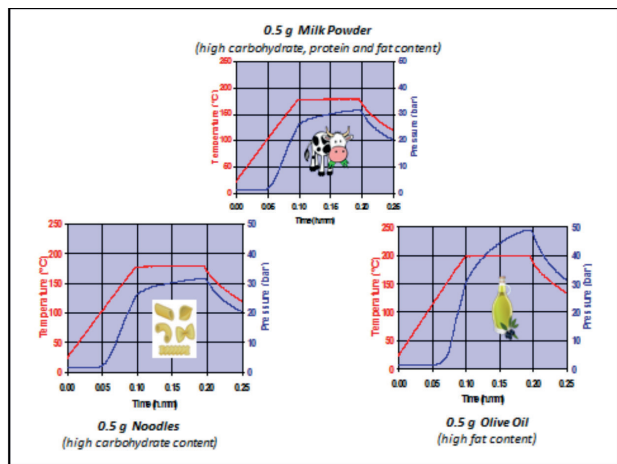 0.5 g Milk Powder
(high carbohydrate, protein and fat content)
250
200
150
100
50
0
Temperature (°C)
50
40
30
20
10
0
Pressure (bar)
0.00 0.05 0.10 0.15 0.20 0.25
Time (h:mm)
250
200
150
100
50
0
Temperature (°C)
50
40
30
20
10
0
Pressure (bar)
0.00 0.05 0.10 0.15 0.20 0.25
Time (h:mm)
0.5 g Noodles
(high carbohydrate content)
250
200
150
100
50
0
Temperature (°C)
50
40
30
20
10
0
Pressure (bar)
0.00 0.05 0.10 0.15 0.20 0.25
Time (h:mm)
0.5 g Olive Oil
(high fat content)